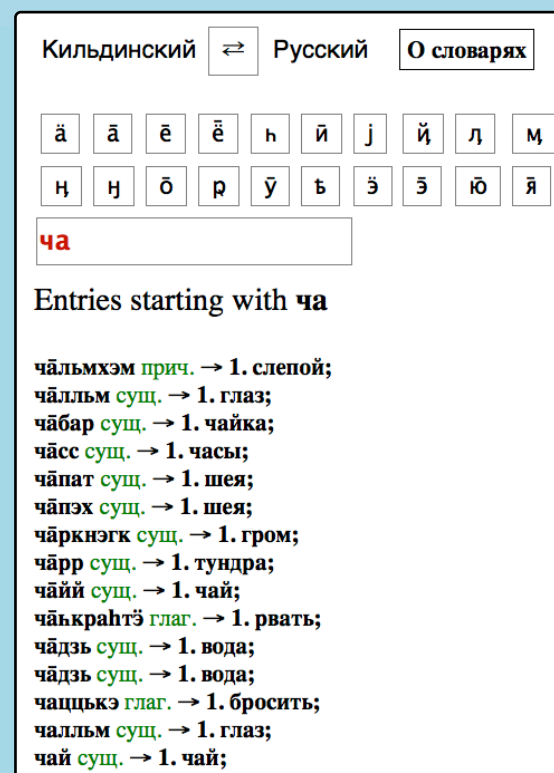 Кильдинский ⇄ Русский О словарях
ӓ а̄ е̄ ё̄ һ ӣ ј ҋ ӆ ӎ
ӊ ӈ о̄ ҏ ӯ ҍ ӭ э̄ ю̄ я̄
ча
Entries starting with ча
ча̄льмхэм прич. → 1. слепой;
ча̄лльм сущ. → 1. глаз;
ча̄бар сущ. → 1. чайка;
ча̄сс сущ. → 1. часы;
ча̄пат сущ. → 1. шея;
ча̄пэх сущ. → 1. шея;
ча̄ркнэгк сущ. → 1. гром;
ча̄рр сущ. → 1. тундра;
ча̄йй сущ. → 1. чай;
ча̄һкраһтӭ глаг. → 1. рвать;
ча̄дзь сущ. → 1. вода;
ча̄дзь сущ. → 1. вода;
чаццькэ глаг. → 1. бросить;
чалльм сущ. → 1. глаз;
чай сущ. → 1. чай;